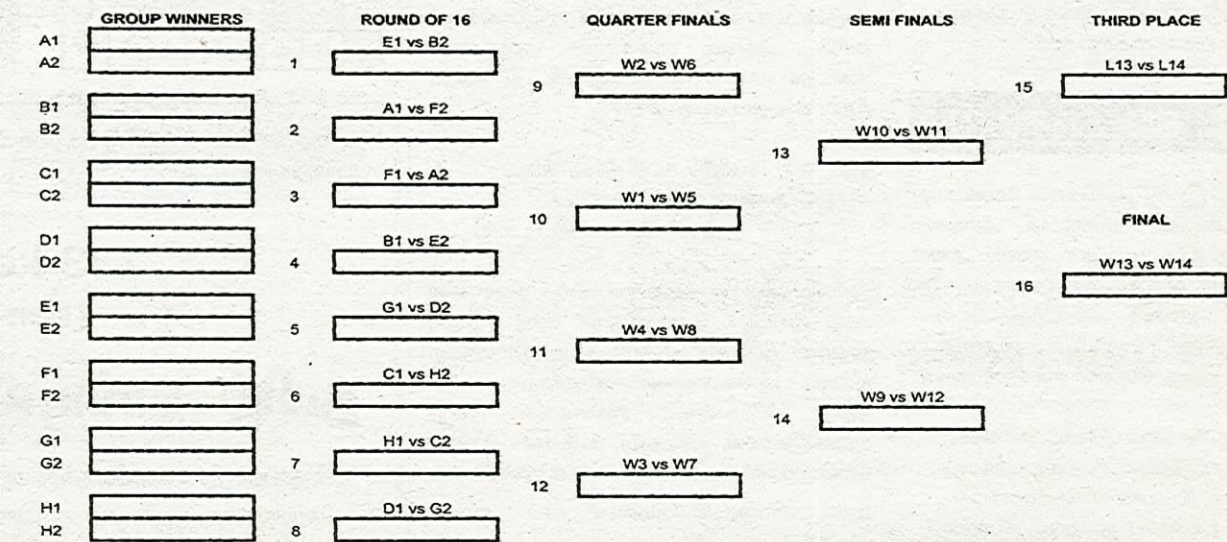 GROUP WINNERS
A1
A2
B1
B2
C1
C2
D1
D2
E1
E2
F1
F2
G1
G2
H1
H2
ROUND OF 16
E1 vs B2
1
A1 vs F2
2
F1 vs A2
3
B1 vs E2
4
G1 vs D2
5
C1 vs H2
6
H1 vs C2
7
D1 vs G2
8
QUARTER FINALS
W2 vs W6
9
W1 vs W5
10
W4 vs W8
11
W3 vs W7
12
SEMI FINALS
W10 vs W11
13
W9 vs W12
14
THIRD PLACE
L13 vs L14
15
FINAL
W13 vs W14
16